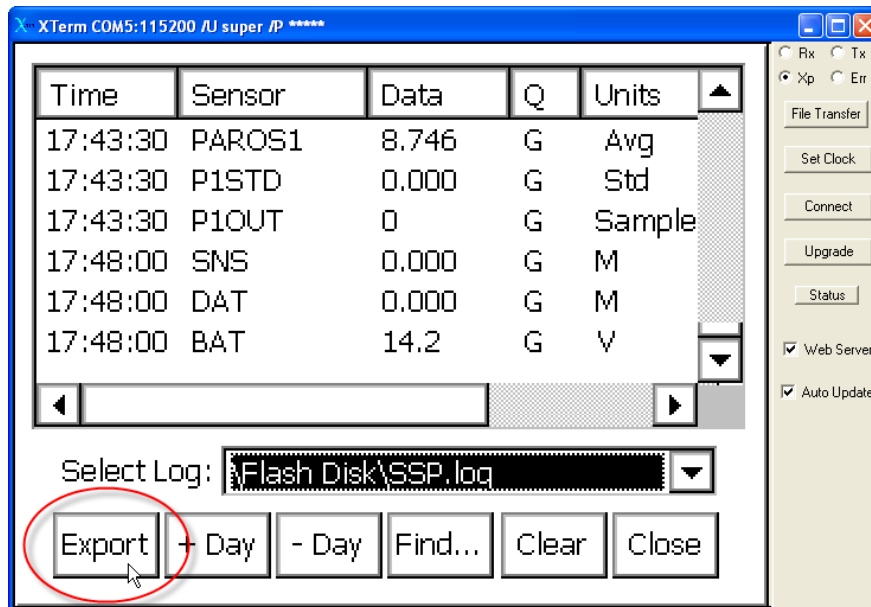 XTerm COM5:115200 /U super /P *****
Rx Tx
Xp Err
File Transfer
Set Clock
Connect
Upgrade
Status
Web Server
Auto Update
Time Sensor Data Q Units
17:43:30 PAROS1 8.746 G Avg
17:43:30 P1STD 0.000 G Std
17:43:30 P1OUT 0 G Sample
17:48:00 SNS 0.000 G M
17:48:00 DAT 0.000 G M
17:48:00 BAT 14.2 G V
Select Log: \Flash Disk\SSP.log
Export + Day - Day Find... Clear Close